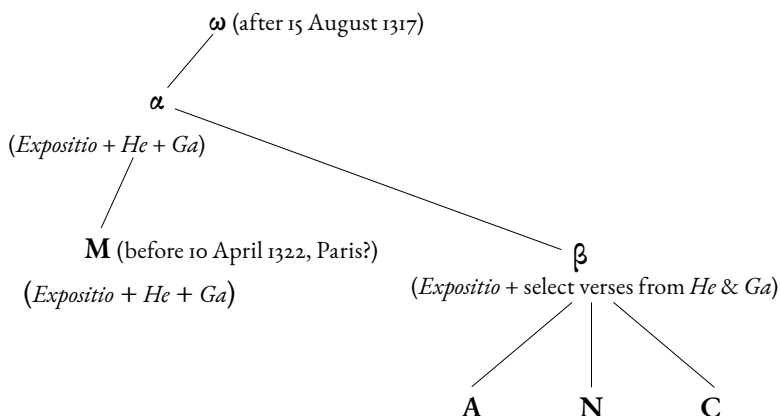 ω (after 15 August 1317)
α
(Expositio + He + Ga)
M (before 10 April 1322, Paris?)
(Expositio + He + Ga)
β
(Expositio + select verses from He & Ga)
A N C